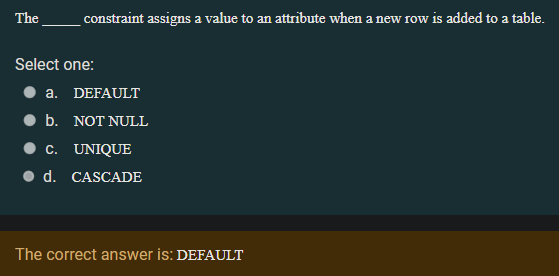 The _____ constraint assigns a value to an attribute when a new row is added to a table.
Select one:
a. DEFAULT
b. NOT NULL
c. UNIQUE
d. CASCADE
The correct answer is: DEFAULT